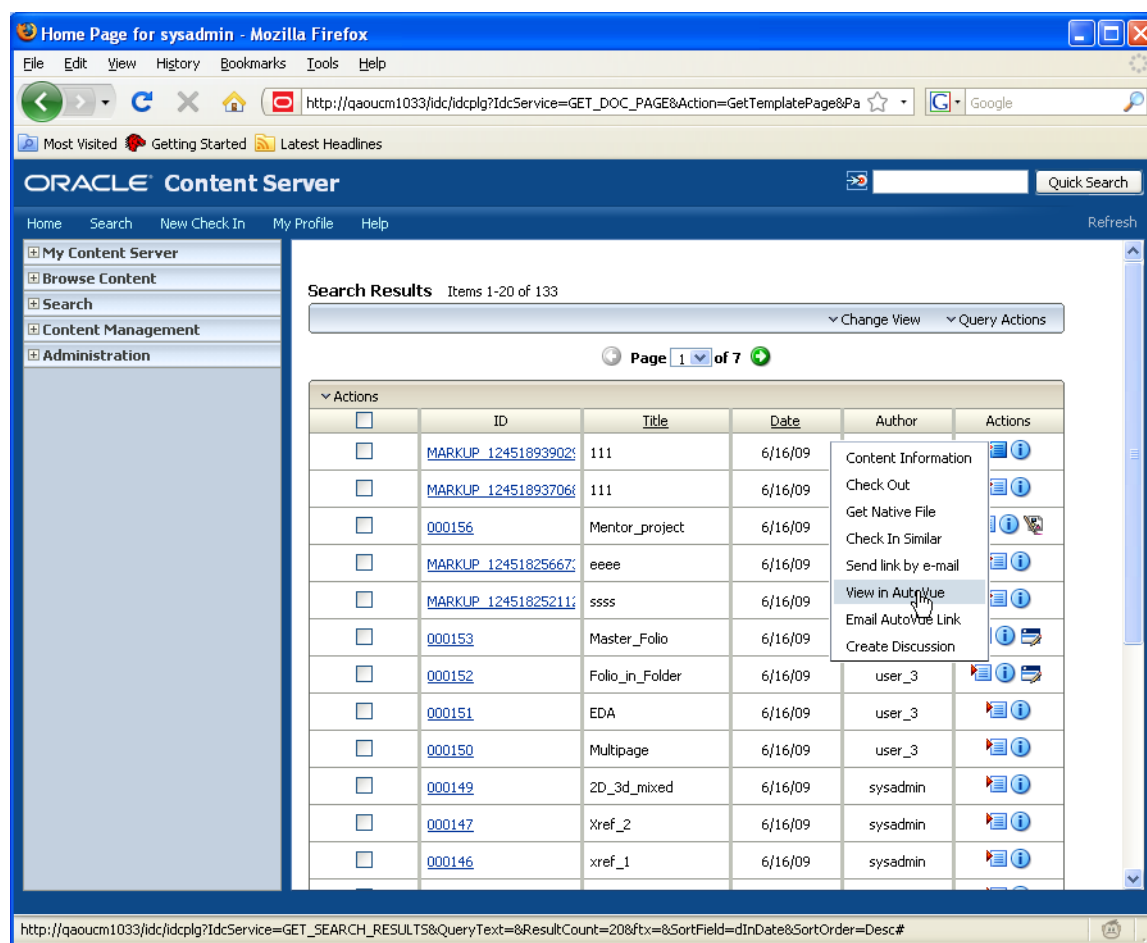 Home Page for sysadmin - Mozilla Firefox
File Edit View History Bookmarks Tools Help
http://qaoucm1033/idc/idcplg?IdcService=GET_DOC_PAGE&Action=GetTemplatePage&Pa
G Google
Most Visited Getting Started Latest Headlines
ORACLE Content Server
Quick Search
Home Search New Check In My Profile Help Refresh
My Content Server
Browse Content
Search
Content Management
Administration
Search Results Items 1-20 of 133
Change View Query Actions
Page 1 of 7
Actions
ID Title Date Author Actions
MARKUP_12451893902 111 6/16/09
MARKUP_12451893706 111 6/16/09
000156 Mentor_project 6/16/09
MARKUP_12451825667 eeee 6/16/09
MARKUP_12451825211 ssss 6/16/09
000153 Master_Folio 6/16/09
Content Information
Check Out
Get Native File
Check In Similar
Send link by e-mail
View in AutoVue
Email AutoVue Link
Create Discussion
000152 Folio_in_Folder 6/16/09 user_3
000151 EDA 6/16/09 user_3
000150 Multipage 6/16/09 user_3
000149 2D_3d_mixed 6/16/09 sysadmin
000147 Xref_2 6/16/09 sysadmin
000146 xref_1 6/16/09 sysadmin
http://qaoucm1033/idc/idcplg?IdcService=GET_SEARCH_RESULTS&QueryText=&ResultCount=20&ftx=&SortField=dInDate&SortOrder=Desc#